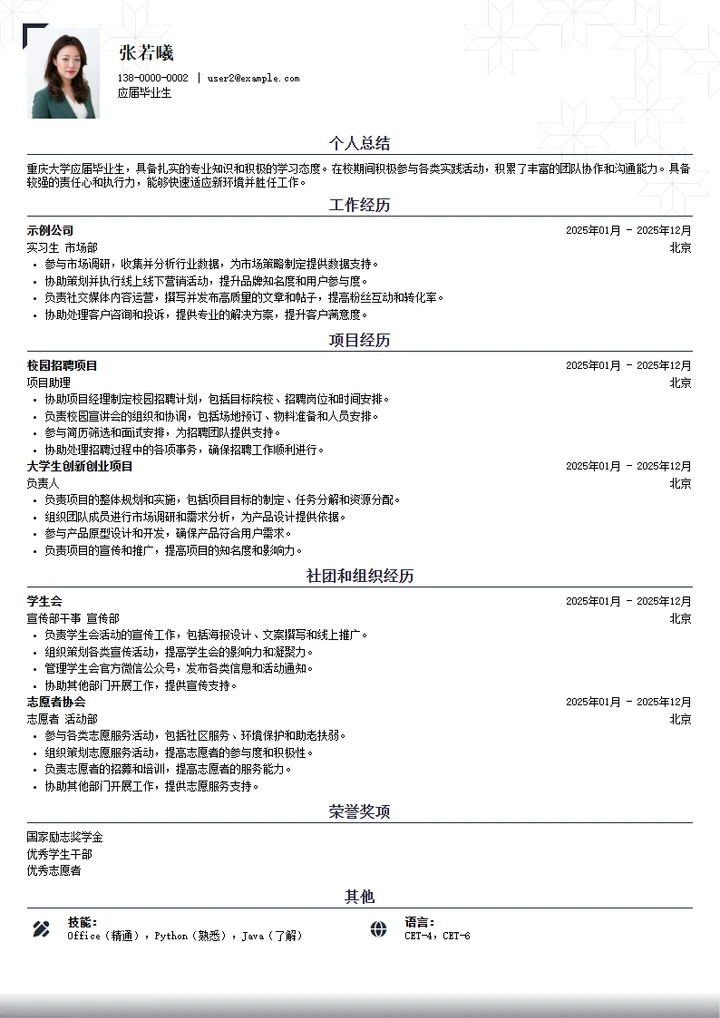 张若曦
138-0000-0002 | user2@example.com
应届毕业生
个人总结
重庆大学应届毕业生，具备扎实的专业知识和积极的学习态度。在校期间积极参与各类实践活动，积累了丰富的团队协作和沟通能力。具备
较强的责任心和执行力，能够快速适应新环境并胜任工作。
工作经历
示例公司 2025年01月 - 2025年12月
实习生 市场部 北京
• 参与市场调研，收集并分析行业数据，为市场策略制定提供数据支持。
• 协助策划并执行线上线下营销活动，提升品牌知名度和用户参与度。
• 负责社交媒体内容运营，撰写并发布高质量的文章和帖子，提高粉丝互动和转化率。
• 协助处理客户咨询和投诉，提供专业的解决方案，提升客户满意度。
项目经历
校园招聘项目 2025年01月 - 2025年12月
项目助理 北京
• 协助项目经理制定校园招聘计划，包括目标院校、招聘岗位和时间安排。
• 负责校园宣讲会的组织和协调，包括场地预订、物料准备和人员安排。
• 参与简历筛选和面试安排，为招聘团队提供支持。
• 协助处理招聘过程中的各项事务，确保招聘工作顺利进行。
大学生创新创业项目 2025年01月 - 2025年12月
负责人 北京
• 负责项目的整体规划和实施，包括项目目标的制定、任务分解和资源分配。
• 组织团队成员进行市场调研和需求分析，为产品设计提供依据。
• 参与产品原型设计和开发，确保产品符合用户需求。
• 负责项目的宣传和推广，提高项目的知名度和影响力。
社团和组织经历
学生会 2025年01月 - 2025年12月
宣传部干事 宣传部 北京
• 负责学生会活动的宣传工作，包括海报设计、文案撰写和线上推广。
• 组织策划各类宣传活动，提高学生会的影响力和凝聚力。
• 管理学生会官方微信公众号，发布各类信息和活动通知。
• 协助其他部门开展工作，提供宣传支持。
志愿者协会 2025年01月 - 2025年12月
志愿者 活动部 北京
• 参与各类志愿服务活动，包括社区服务、环境保护和助老扶弱。
• 组织策划志愿服务活动，提高志愿者的参与度和积极性。
• 负责志愿者的招募和培训，提高志愿者的服务能力。
• 协助其他部门开展工作，提供志愿服务支持。
荣誉奖项
国家励志奖学金
优秀学生干部
优秀志愿者
其他
技能：
Office（精通），Python（熟悉），Java（了解）
语言：
CET-4，CET-6